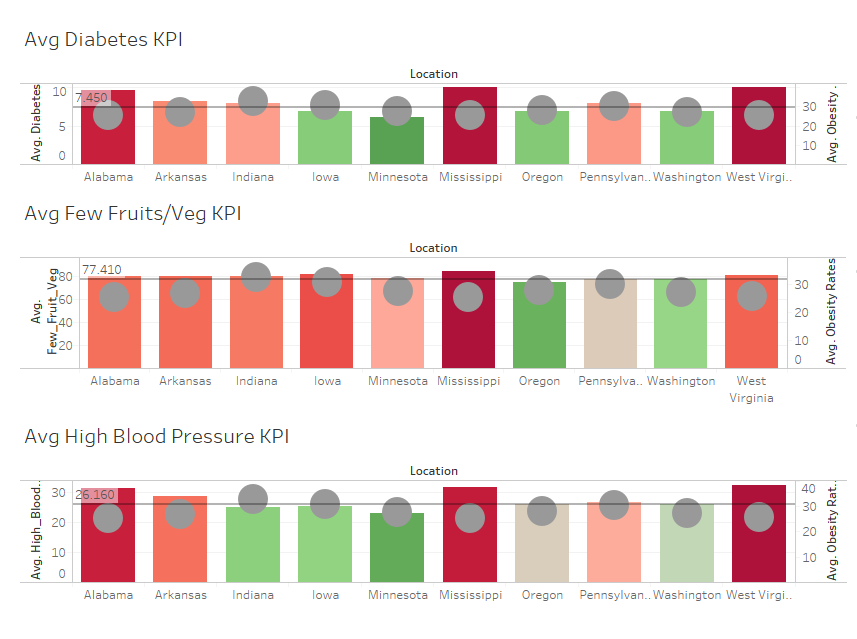 Avg Diabetes KPI
Location
Avg. Diabetes
10
5
0
7.450
30
20
10
Avg. Obesity .
Alabama Arkansas Indiana Iowa Minnesota Mississippi Oregon Pennsylvan.. Washington West Virgi..
Avg Few Fruits/Veg KPI
Location
Avg.
Few_Fruit_Veg
80
60
40
20
77.410
30
20
10
0
Avg. Obesity Rates
Alabama Arkansas Indiana Iowa Minnesota Mississippi Oregon Pennsylva.. Washington West
Virginia
Avg High Blood Pressure KPI
Location
Avg. High_Blood..
30
20
10
0
26.160
40
30
20
10
Avg. Obesity Rat..
Alabama Arkansas Indiana Iowa Minnesota Mississippi Oregon Pennsylvan.. Washington West Virgi..